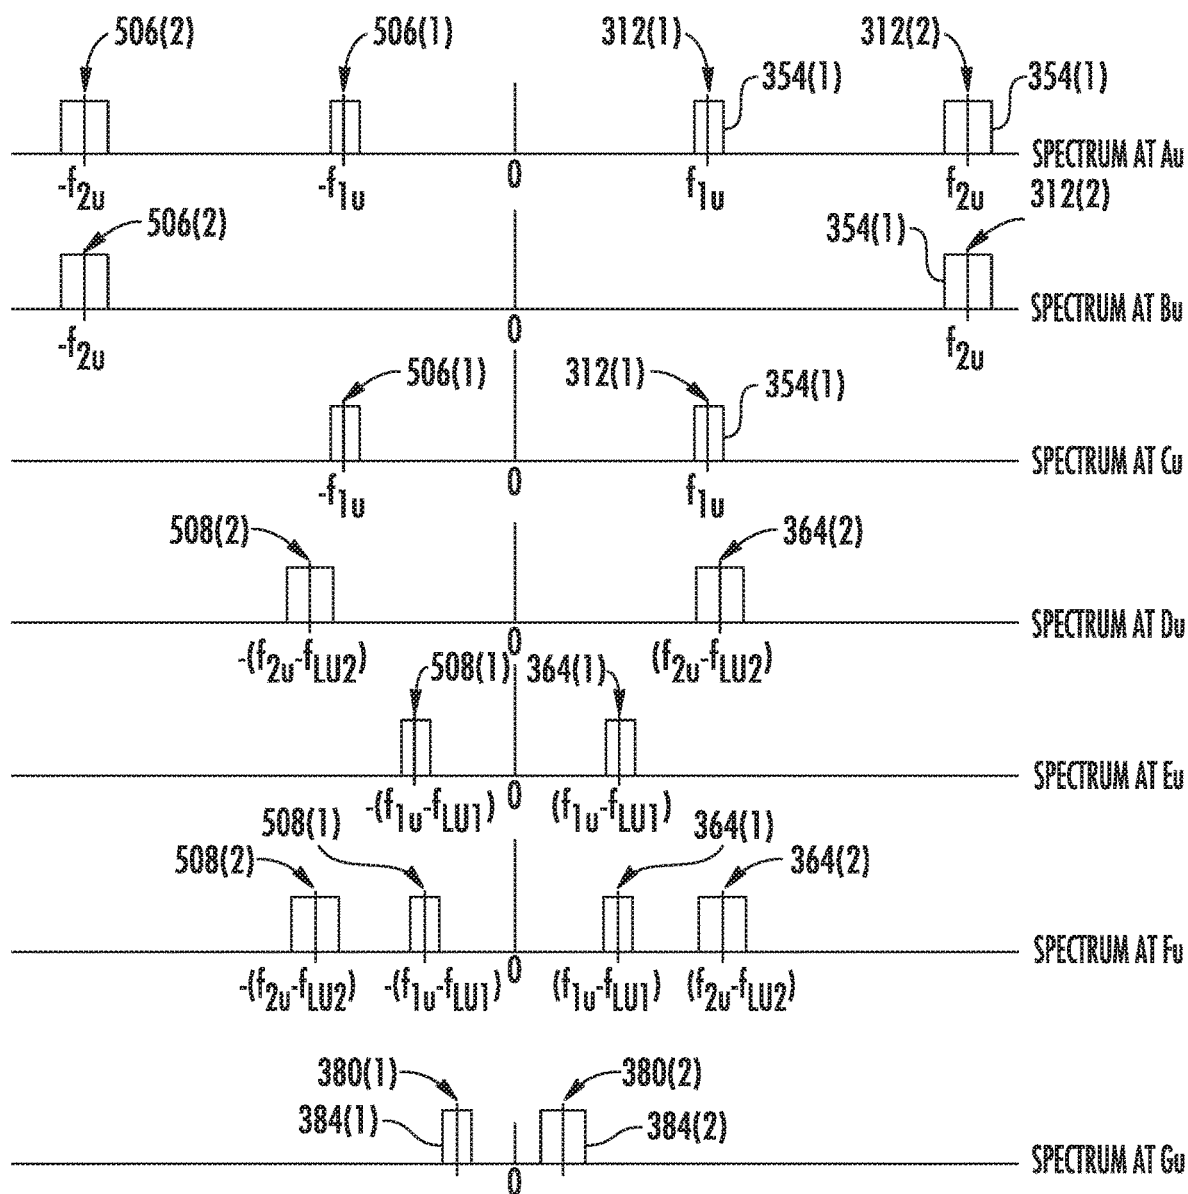 506(2) 506(1) 312(1) 312(2)
354(1) 354(1)
SPECTRUM AT Au
-f2u -f1u 0 f1u f2u
506(2) 354(1) 312(2)
SPECTRUM AT Bu
-f2u 0 f2u
506(1) 312(1) 354(1)
SPECTRUM AT Cu
-f1u 0 f1u
508(2) 364(2)
SPECTRUM AT Du
-(f2u-fLU2) 0 (f2u-fLU2)
508(1) 364(1)
SPECTRUM AT Eu
-(f1u-fLU1) 0 (f1u-fLU1)
508(1) 364(1)
508(2) 364(2)
SPECTRUM AT Fu
-(f2u-fLU2) -(f1u-fLU1) 0 (f1u-fLU1) (f2u-fLU2)
380(1) 380(2)
384(1) 384(2)
SPECTRUM AT Gu
0